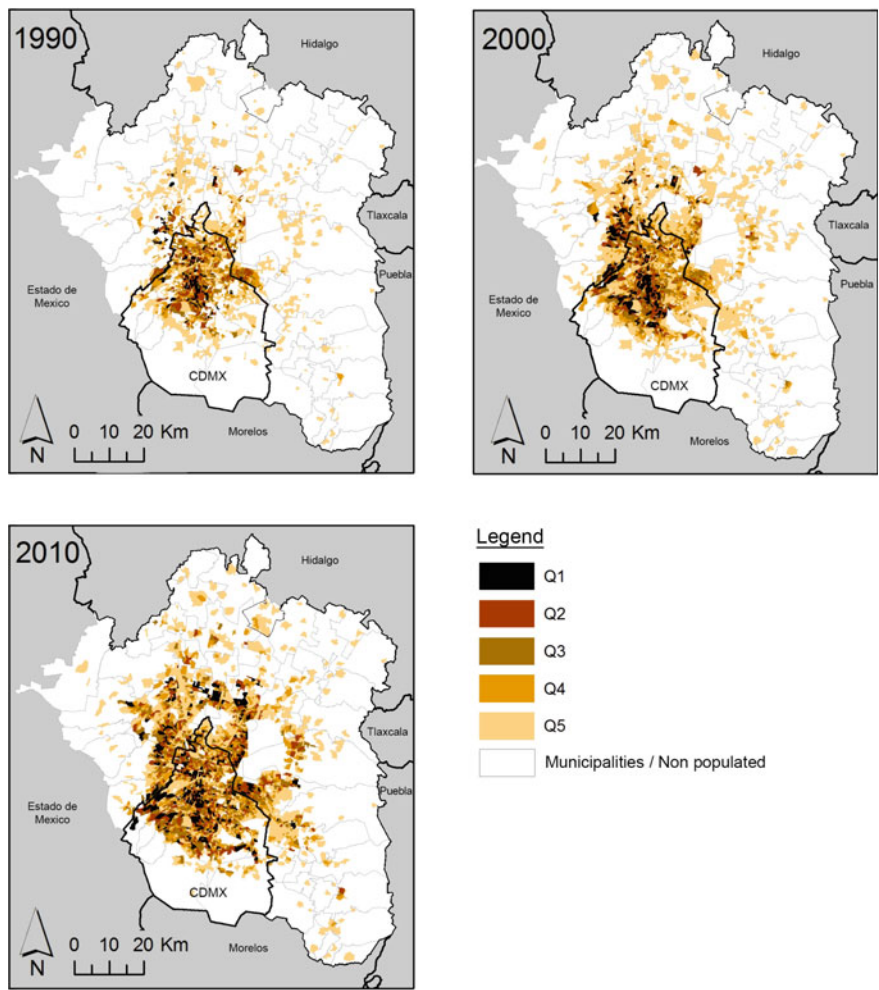 1990
Hidalgo
Tlaxcala
Puebla
Estado de
Mexico
CDMX
0 10 20 Km
N
Morelos
2000
Hidalgo
Tlaxcala
Puebla
Estado de
Mexico
CDMX
0 10 20 Km
N
Morelos
2010
Hidalgo
Tlaxcala
Puebla
Estado de
Mexico
CDMX
0 10 20 Km
N
Morelos
Legend
Q1
Q2
Q3
Q4
Q5
Municipalities / Non populated